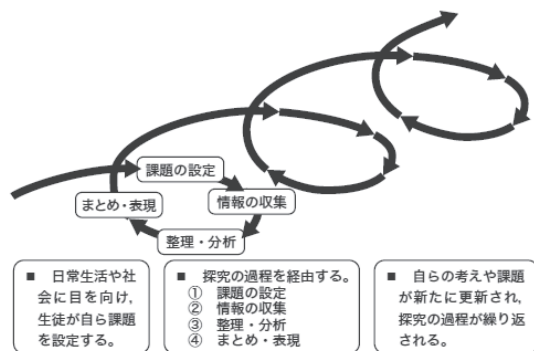 課題の設定
まとめ・表現
情報の収集
整理・分析
■ 日常生活や社
会に目を向け,
生徒が自ら課題
を設定する。
■ 探究の過程を経由する。
① 課題の設定
② 情報の収集
③ 整理・分析
④ まとめ・表現
■ 自らの考えや課題
が新たに更新され,
探究の過程が繰り返
される。